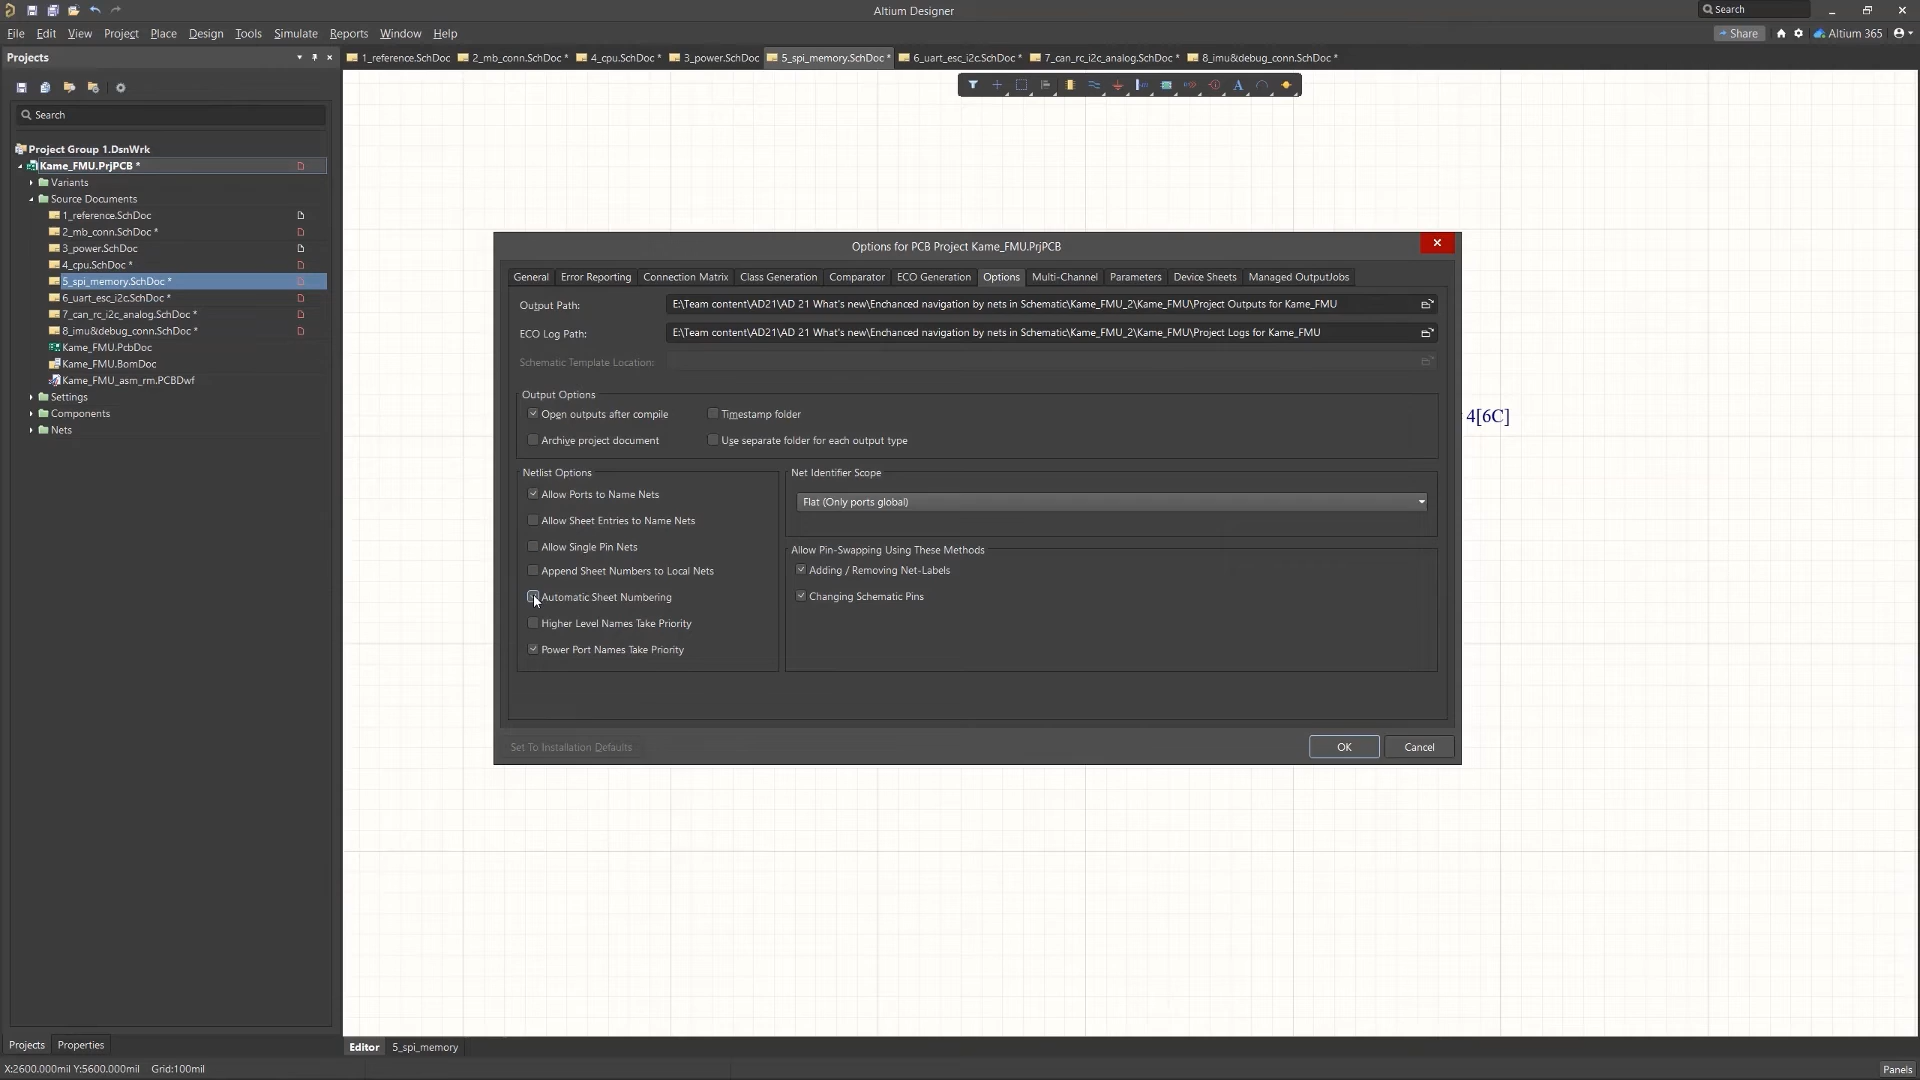 Altium Designer
Search
File Edit View Project Place Design Tools Simulate Reports Window Help
Share
Altium 365
Projects
1_reference.SchDoc
2_mb_conn.SchDoc *
4_cpu.SchDoc *
3_power.SchDoc
5_spi_memory.SchDoc *
6_uart_esc_i2c.SchDoc *
7_can_rc_i2c_analog.SchDoc *
8_imu&debug_conn.SchDoc *
Search
Project Group 1.DsnWrk
Kame_FMU.PrjPCB *
Variants
Source Documents
1_reference.SchDoc
2_mb_conn.SchDoc *
3_power.SchDoc
4_cpu.SchDoc *
5_spi_memory.SchDoc *
6_uart_esc_i2c.SchDoc *
7_can_rc_i2c_analog.SchDoc *
8_imu&debug_conn.SchDoc *
Kame_FMU.PcbDoc
Kame_FMU.BomDoc
Kame_FMU_asm_rm.PCBDwf
Settings
Components
Nets
Options for PCB Project Kame_FMU.PrjPCB
General Error Reporting Connection Matrix Class Generation Comparator ECO Generation Options Multi-Channel Parameters Device Sheets Managed OutputJobs
Output Path: E:\Team content\AD21\AD 21 What's new\Enchanced navigation by nets in Schematic\Kame_FMU_2\Kame_FMU\Project Outputs for Kame_FMU
ECO Log Path: E:\Team content\AD21\AD 21 What's new\Enchanced navigation by nets in Schematic\Kame_FMU_2\Kame_FMU\Project Logs for Kame_FMU
Schematic Template Location:
Output Options
Open outputs after compile Timestamp folder
Archive project document Use separate folder for each output type
Netlist Options
Allow Ports to Name Nets
Allow Sheet Entries to Name Nets
Allow Single Pin Nets
Append Sheet Numbers to Local Nets
Automatic Sheet Numbering
Higher Level Names Take Priority
Power Port Names Take Priority
Net Identifier Scope
Flat (Only ports global)
Allow Pin-Swapping Using These Methods
Adding / Removing Net-Labels
Changing Schematic Pins
Set To Installation Defaults
OK Cancel
4[6C]
Projects Properties
Editor 5_spi_memory
X:2600.000mil Y:5600.000mil Grid:100mil
Panels